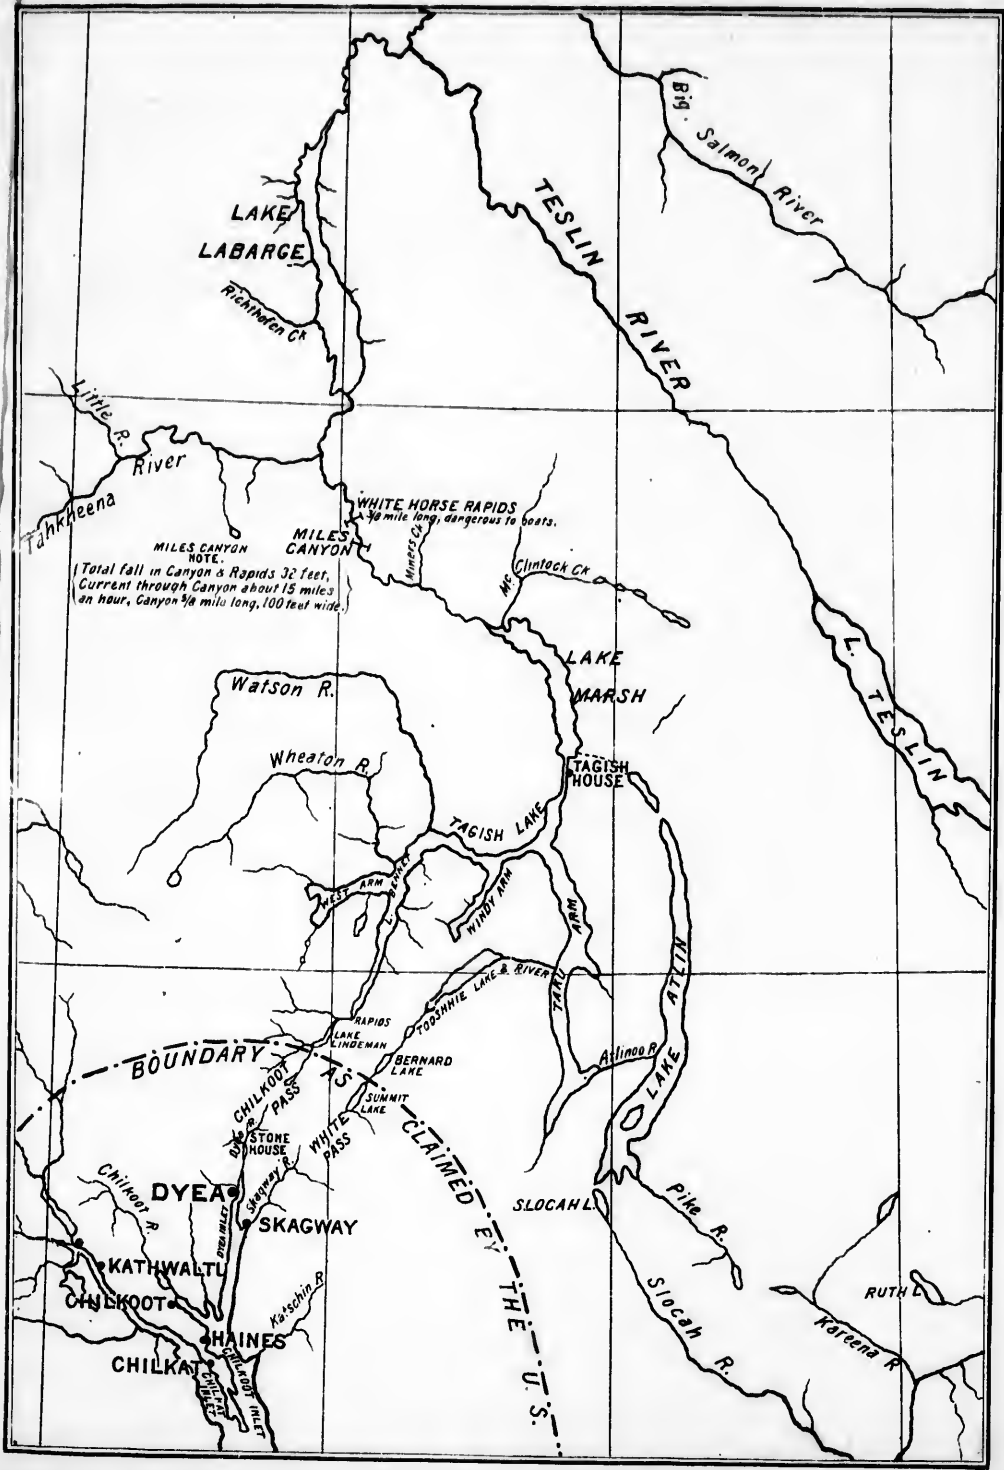 Big. Salmon River
TESLIN RIVER
LAKE
LABARGE
Richthofen Ck
Little R.
Tahkheena River
WHITE HORSE RAPIDS
3/8 mile long, dangerous to boats.
MILES
CANYON
Miners Ck
Mc Clintock Ck
MILES CANYON
NOTE.
Total fall in Canyon & Rapids 32 feet,
Current through Canyon about 15 miles
an hour, Canyon 5/8 mile long, 100 feet wide.
LAKE
MARSH
L. TESLIN
Watson R.
Wheaton R.
TAGISH
HOUSE
TAGISH LAKE
WEST ARM
L. BENNET
WINDY ARM
TAKU ARM
LAKE ATLIN
TOOSHHIE LAKE & RIVER
RAPIDS
LAKE
LINDEMAN
BERNARD
LAKE
Atlinoo R
BOUNDARY AS CLAIMED BY THE U.S.
CHILKOOT
PASS
SUMMIT
LAKE
WHITE
PASS
Dyea R.
STONE
HOUSE
Skagway R.
Chilkoot R.
DYEA
DYEA INLET
SKAGWAY
SLOCAH L.
Pike R.
KATHWALTU
CHILKOOT
Katschin R
RUTH L
Slocah R.
Kareena R
HAINES
CHILKAT
CHILKOOT INLET
CHILKAT
INLET